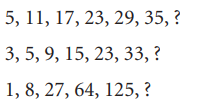 5, 11, 17, 23, 29, 35, ?
3, 5, 9, 15, 23, 33, ?
1, 8, 27, 64, 125, ?